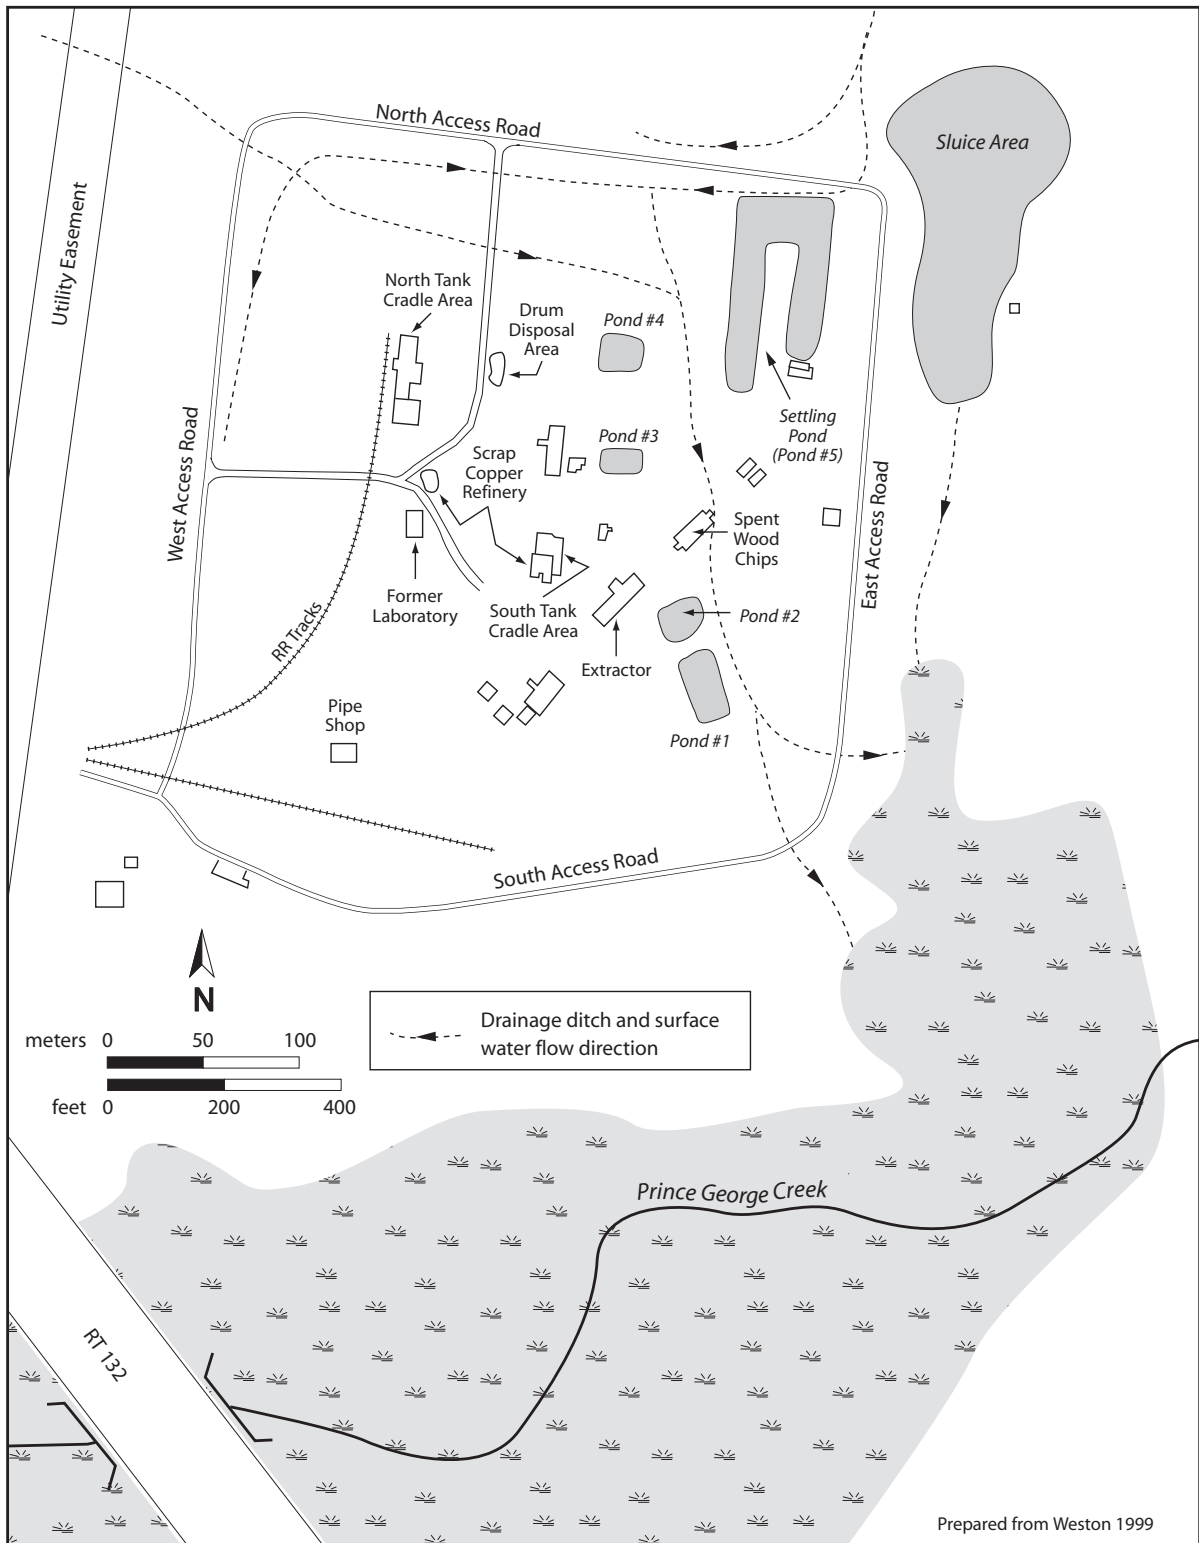 North Access Road
Sluice Area
Utility Easement
North Tank
Cradle Area
Drum
Disposal
Area
Pond #4
Settling
Pond
(Pond #5)
West Access Road
Scrap
Copper
Refinery
Pond #3
East Access Road
Spent
Wood
Chips
Former
Laboratory
South Tank
Cradle Area
Pond #2
RR Tracks
Extractor
Pipe
Shop
Pond #1
South Access Road
N
meters 0 50 100
feet 0 200 400
Drainage ditch and surface
water flow direction
Prince George Creek
RT 132
Prepared from Weston 1999